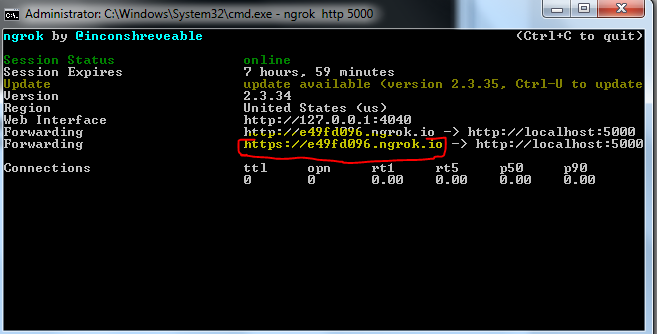 Administrator: C:\Windows\System32\cmd.exe - ngrok  http 5000
ngrok by @inconshreveable (Ctrl+C to quit)
Session Status online
Session Expires 7 hours, 59 minutes
Update update available (version 2.3.35, Ctrl-U to update
Version 2.3.34
Region United States (us)
Web Interface http://127.0.0.1:4040
Forwarding http://e49fd096.ngrok.io -> http://localhost:5000
Forwarding https://e49fd096.ngrok.io -> http://localhost:5000
Connections ttl opn rt1 rt5 p50 p90
0 0 0.00 0.00 0.00 0.00